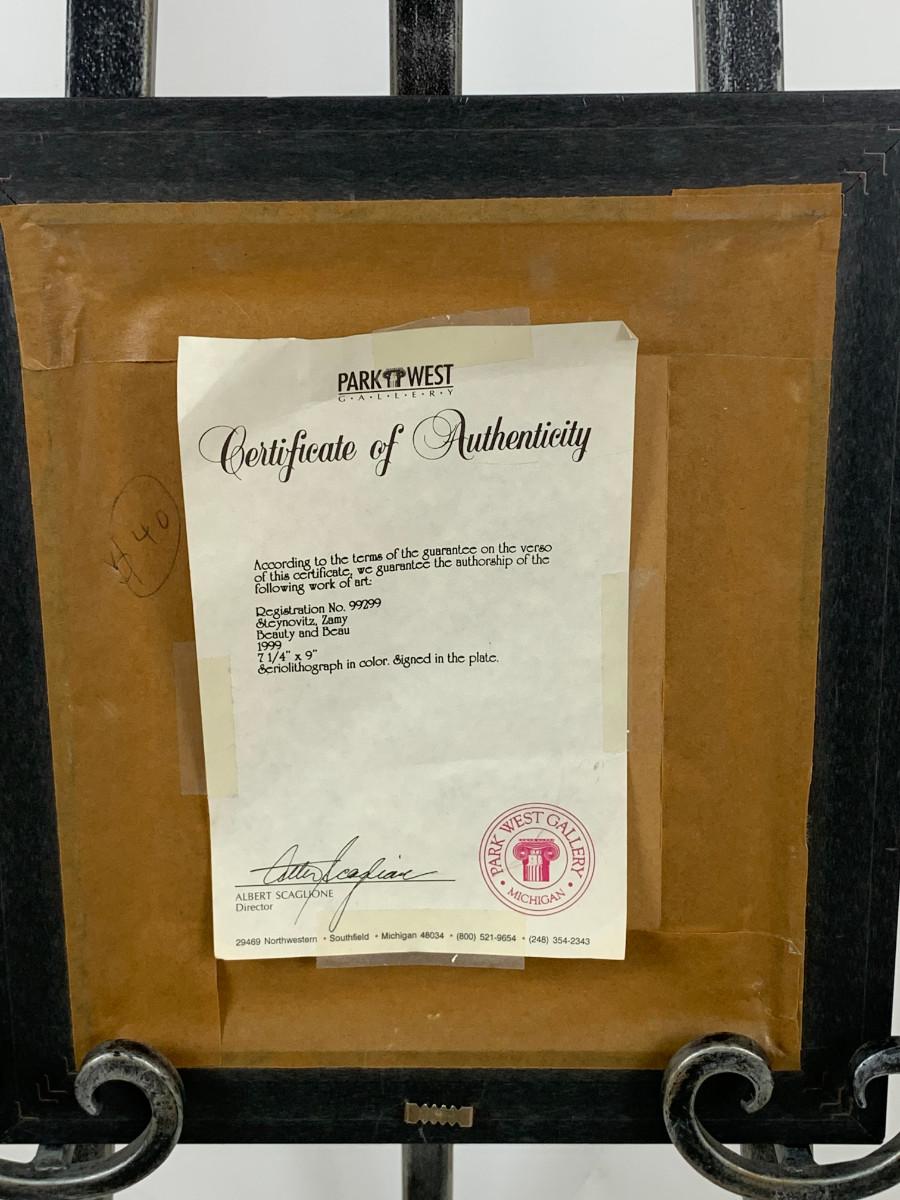 PARK WEST
G·A·L·L·E·R·Y
Certificate of Authenticity
40
According to the terms of the guarantee on the verso
of this certificate, we guarantee the authorship of the
following work of art:
Registration No. 99299
Steynovitz, Zamy
Beauty and Beau
1999
7 1/4" x 9"
Seriolithograph in color. Signed in the plate.
ALBERT SCAGLIONE
Director
PARK WEST GALLERY
• MICHIGAN •
29469 Northwestern • Southfield • Michigan 48034 • (800) 521-9654 • (248) 354-2343